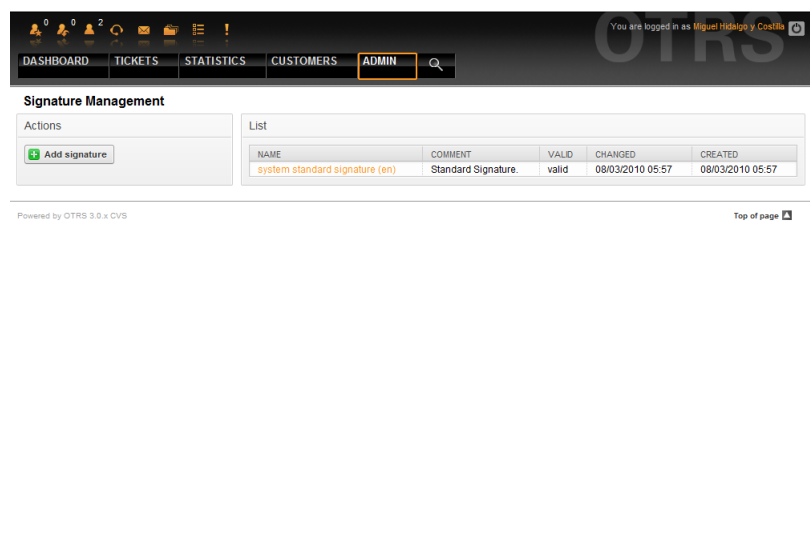 0 0 2
OTRS
You are logged in as Miguel Hidalgo y Costilla
DASHBOARD TICKETS STATISTICS CUSTOMERS ADMIN
Signature Management
Actions
Add signature
List
NAME COMMENT VALID CHANGED CREATED
system standard signature (en) Standard Signature. valid 08/03/2010 05:57 08/03/2010 05:57
Powered by OTRS 3.0.x CVS
Top of page